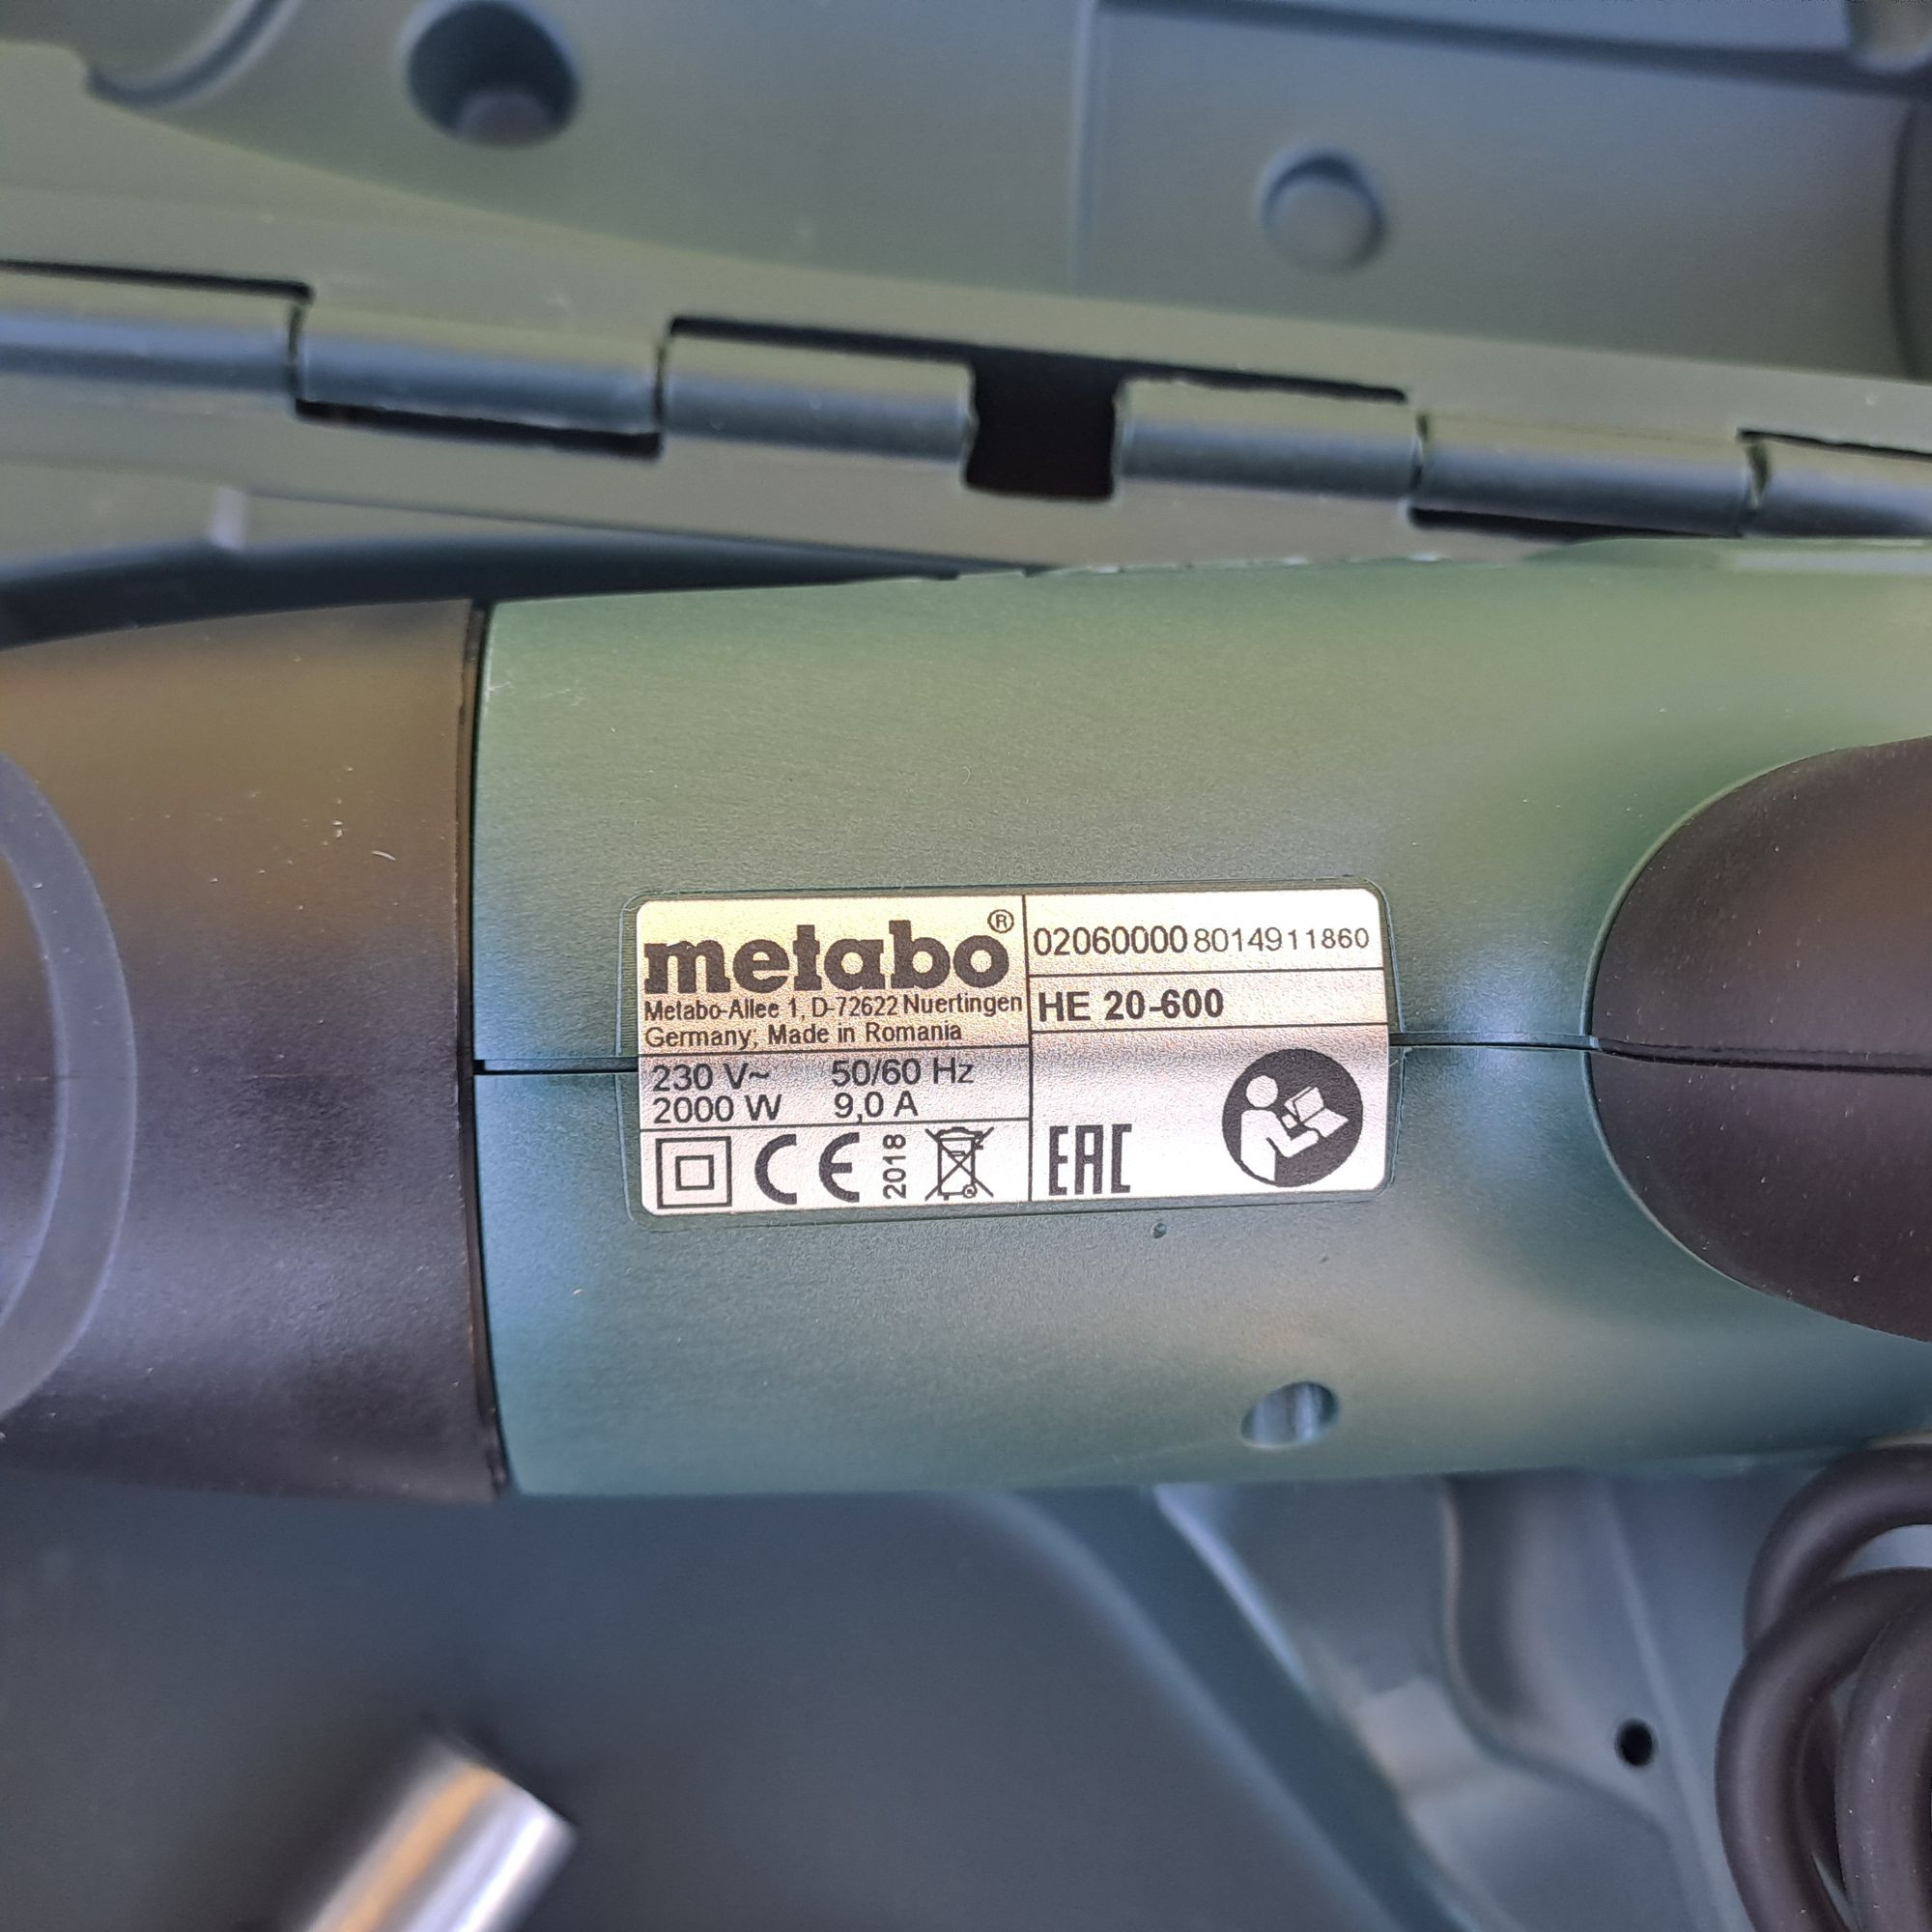 metabo®
Metabo-Allee 1, D-72622 Nuertingen
Germany; Made in Romania
230 V~ 50/60 Hz
2000 W 9,0 A
CE 2018
02060000 8014911860
HE 20-600
EAC